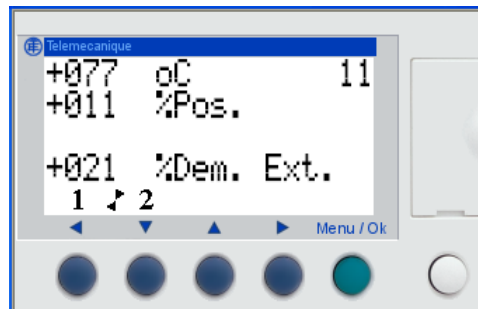 Telemecanique
+077 oC 11
+011 %Pos.
+021 %Dem. Ext.
1 2
Menu / Ok